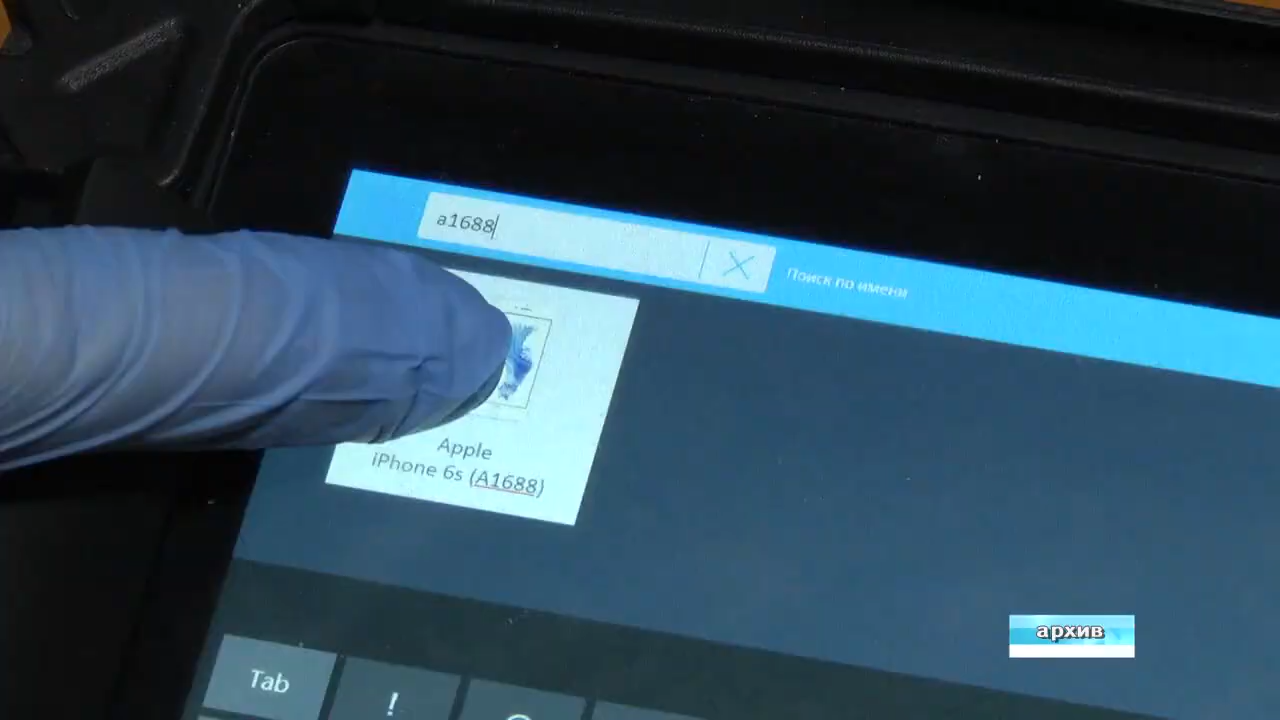 a1688
Поиск по имени
Apple
iPhone 6s (A1688)
архив
Tab
!